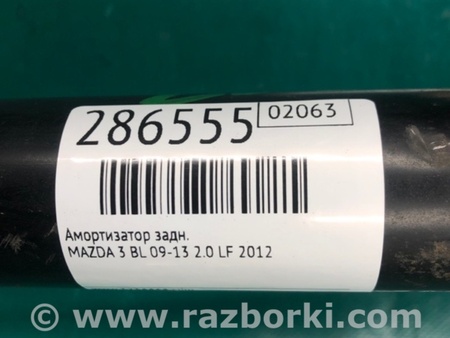 286555 02063
Амортизатор задн.
MAZDA 3 BL 09-13 2.0 LF 2012
© www.razborki.com